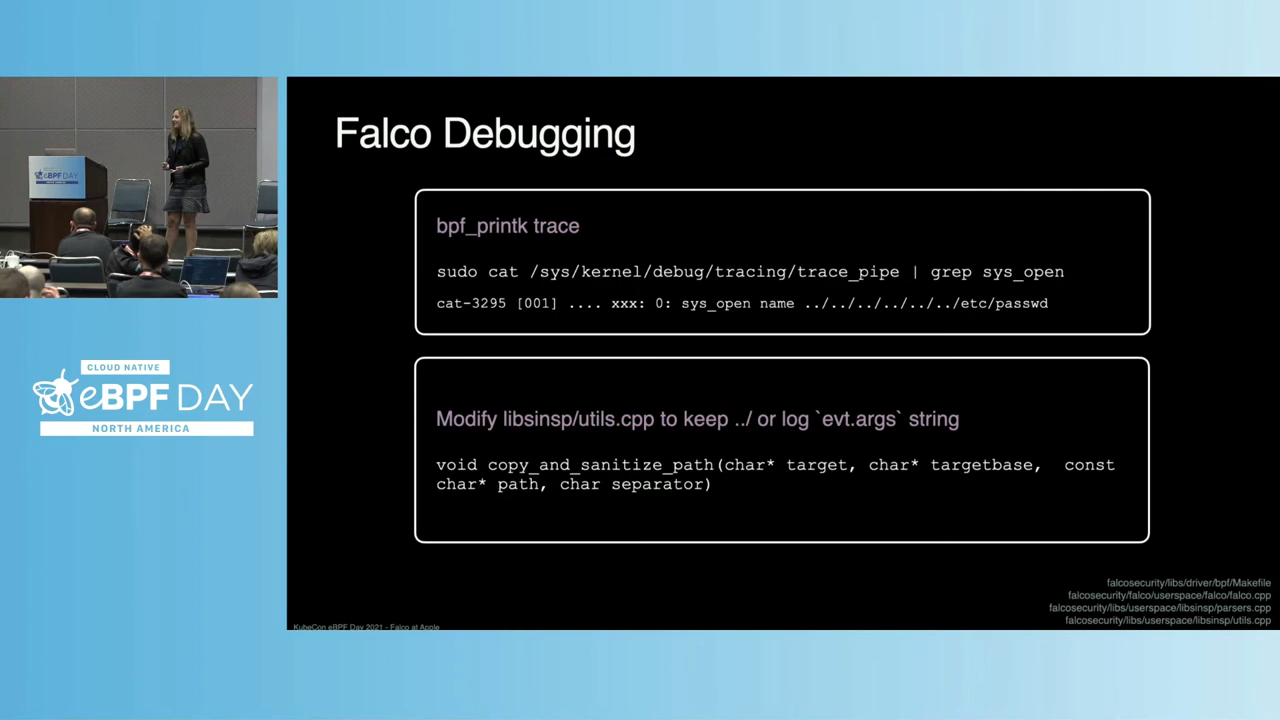 Falco Debugging
bpf_printk trace
sudo cat /sys/kernel/debug/tracing/trace_pipe | grep sys_open
cat-3295 [001] .... xxx: 0: sys_open name ../../../../../../etc/passwd
Modify libsinsp/utils.cpp to keep ../ or log `evt.args` string
void copy_and_sanitize_path(char* target, char* targetbase,  const
char* path, char separator)
falcosecurity/libs/driver/bpf/Makefile
falcosecurity/falco/userspace/falco/falco.cpp
falcosecurity/libs/userspace/libsinsp/parsers.cpp
falcosecurity/libs/userspace/libsinsp/utils.cpp
KubeCon eBPF Day 2021 - Falco at Apple
eBPF DAY
CLOUD NATIVE
eBPF DAY
NORTH AMERICA